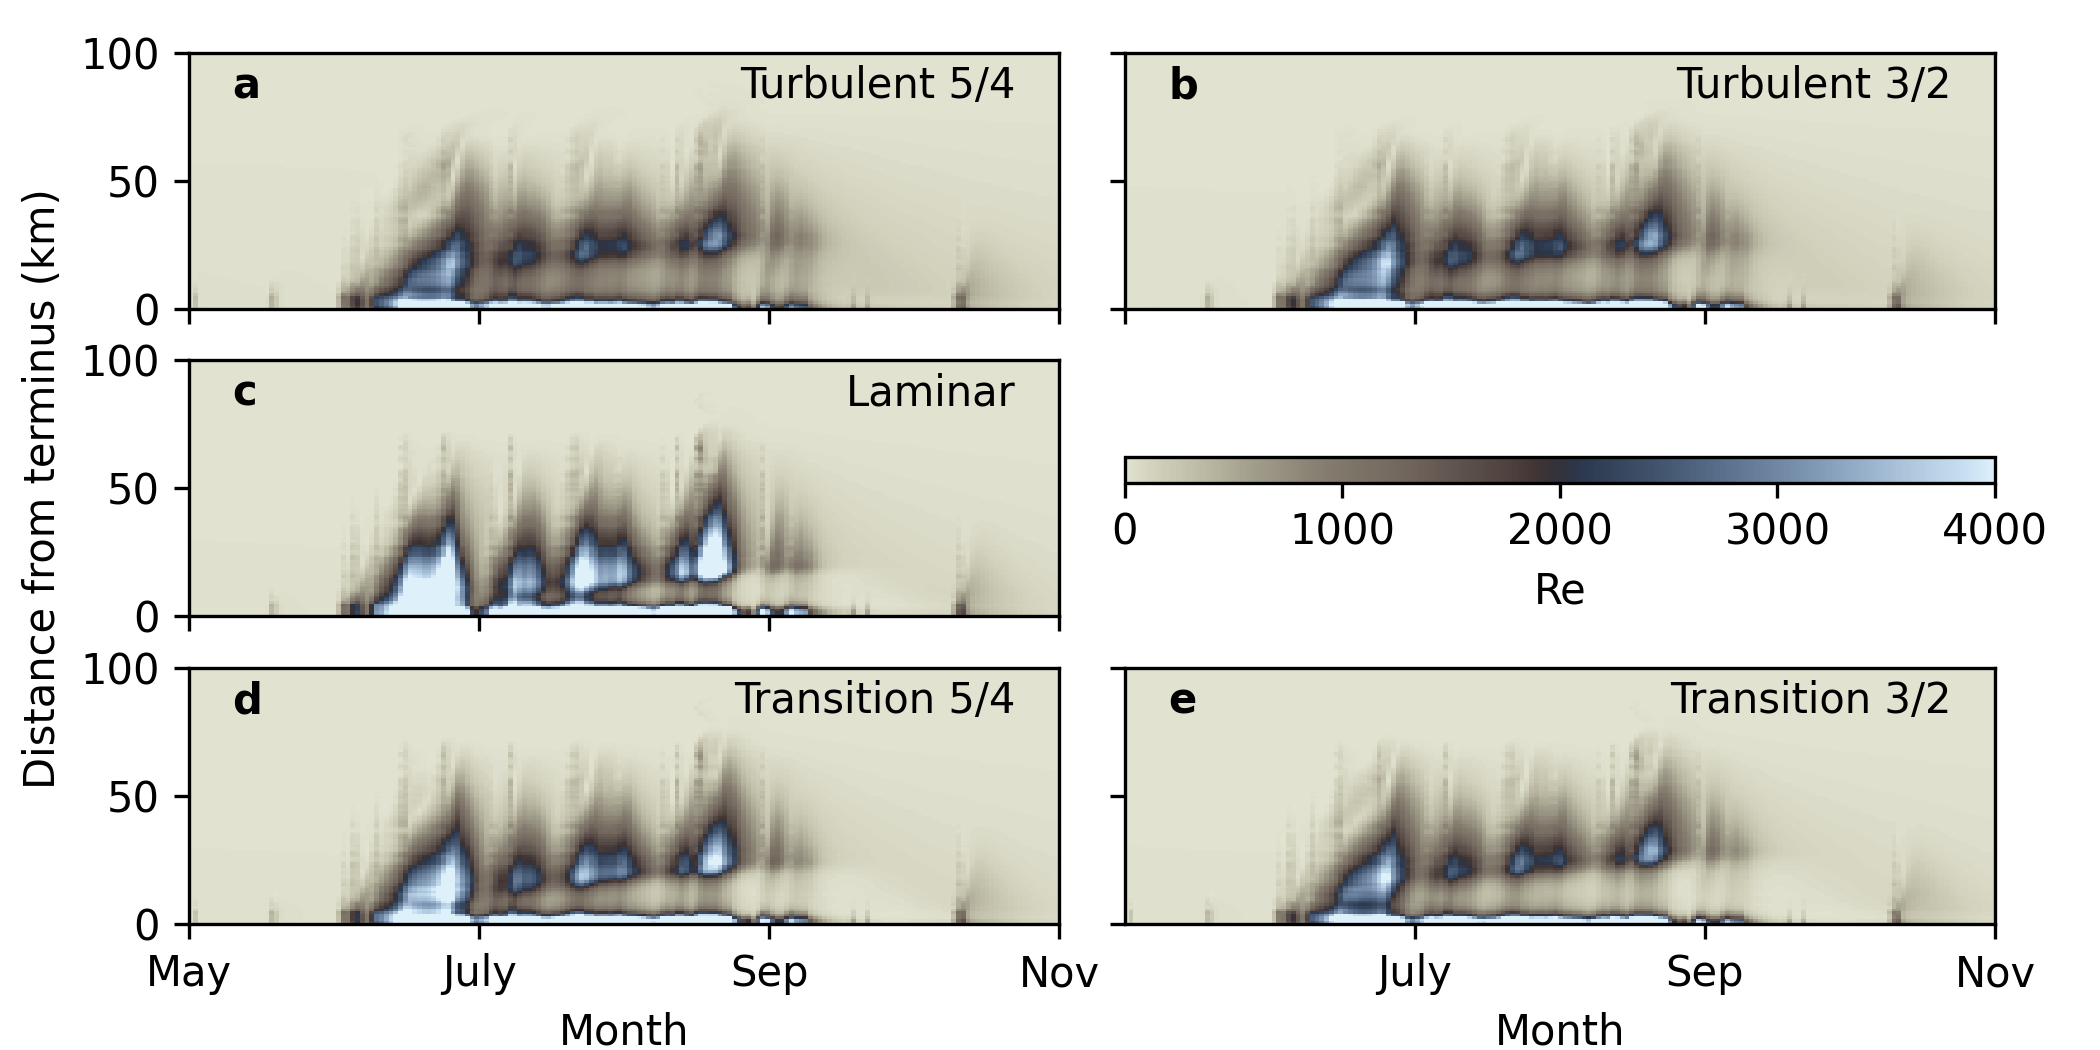 a Turbulent 5/4
b Turbulent 3/2
100
50
0
c Laminar
100
50
0
0 1000 2000 3000 4000
Re
d Transition 5/4
e Transition 3/2
100
50
0
Distance from terminus (km)
May July Sep Nov
July Sep Nov
Month
Month